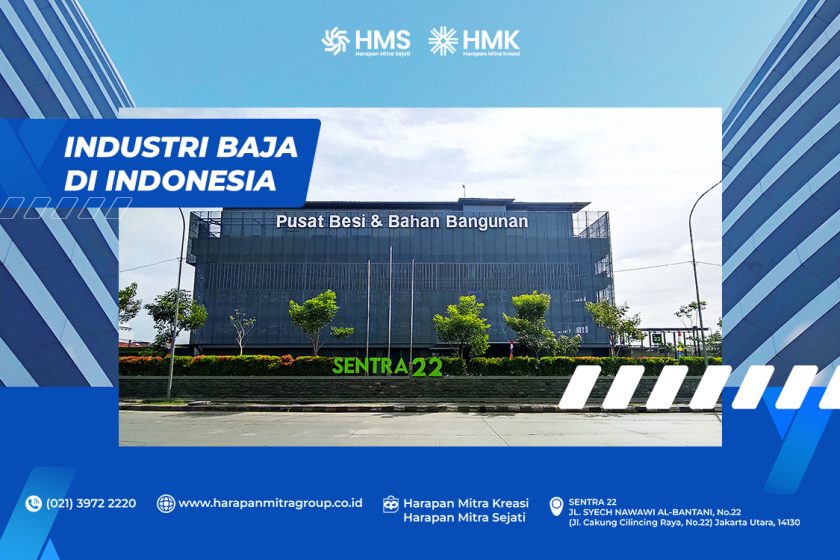 HMS
Harapan Mitra Sejati
HMK
Harapan Mitra Kreasi
INDUSTRI BAJA
DI INDONESIA
Pusat Besi & Bahan Bangunan
SENTRA 22
(021) 3972 2220
www.harapanmitragroup.co.id
Harapan Mitra Kreasi
Harapan Mitra Sejati
SENTRA 22
JL. SYECH NAWAWI AL-BANTANI, No.22
(Jl. Cakung Cilincing Raya, No.22) Jakarta Utara, 14130